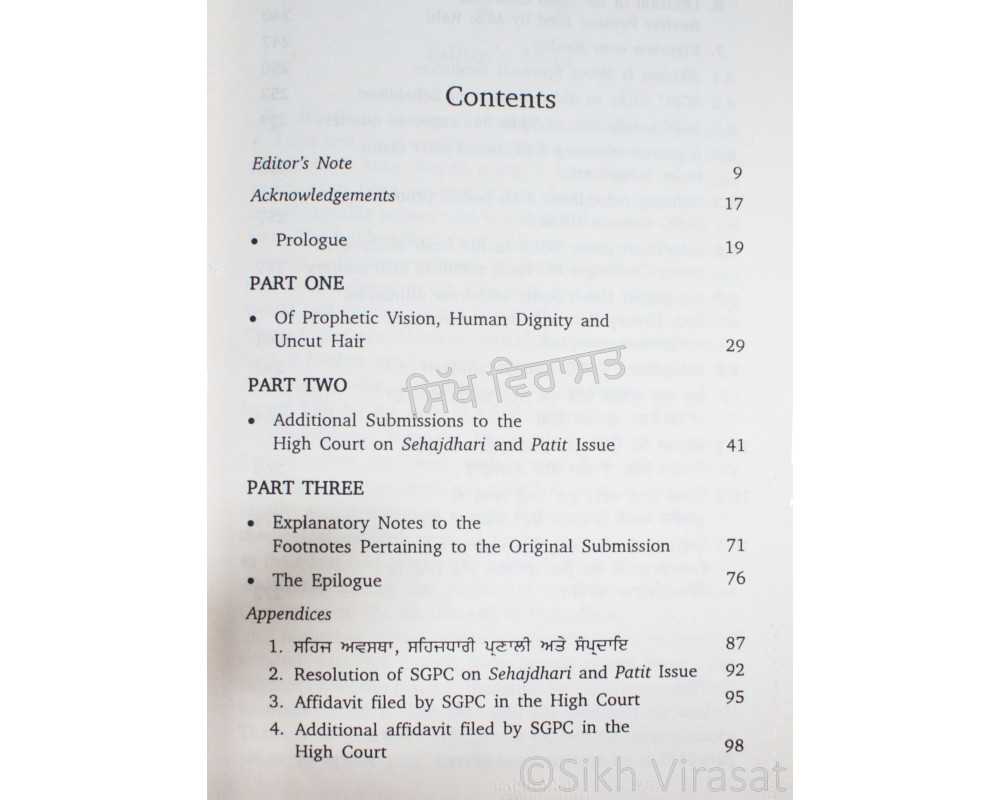 Contents
Editor's Note 9
Acknowledgements 17
• Prologue 19
PART ONE
• Of Prophetic Vision, Human Dignity and
Uncut Hair 29
ਸਿੱਖ ਵਿਰਾਸਤ
PART TWO
• Additional Submissions to the
High Court on Sehajdhari and Patit Issue 41
PART THREE
• Explanatory Notes to the
Footnotes Pertaining to the Original Submission 71
• The Epilogue 76
Appendices
1. ਸਹਿਜ ਅਵਸਥਾ, ਸਹਿਜਧਾਰੀ ਪ੍ਰਣਾਲੀ ਅਤੇ ਸੰਪ੍ਰਦਾਇ 87
2. Resolution of SGPC on Sehajdhari and Patit Issue 92
3. Affidavit filed by SGPC in the High Court 95
4. Additional affidavit filed by SGPC in the
High Court 98
©Sikh Virasat